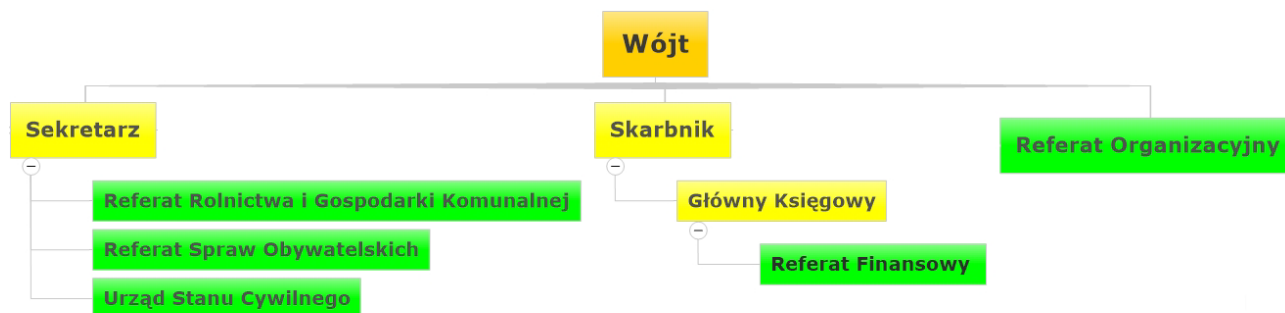 Wójt
Sekretarz
Referat Rolnictwa i Gospodarki Komunalnej
Referat Spraw Obywatelskich
Urząd Stanu Cywilnego
Skarbnik
Główny Księgowy
Referat Finansowy
Referat Organizacyjny